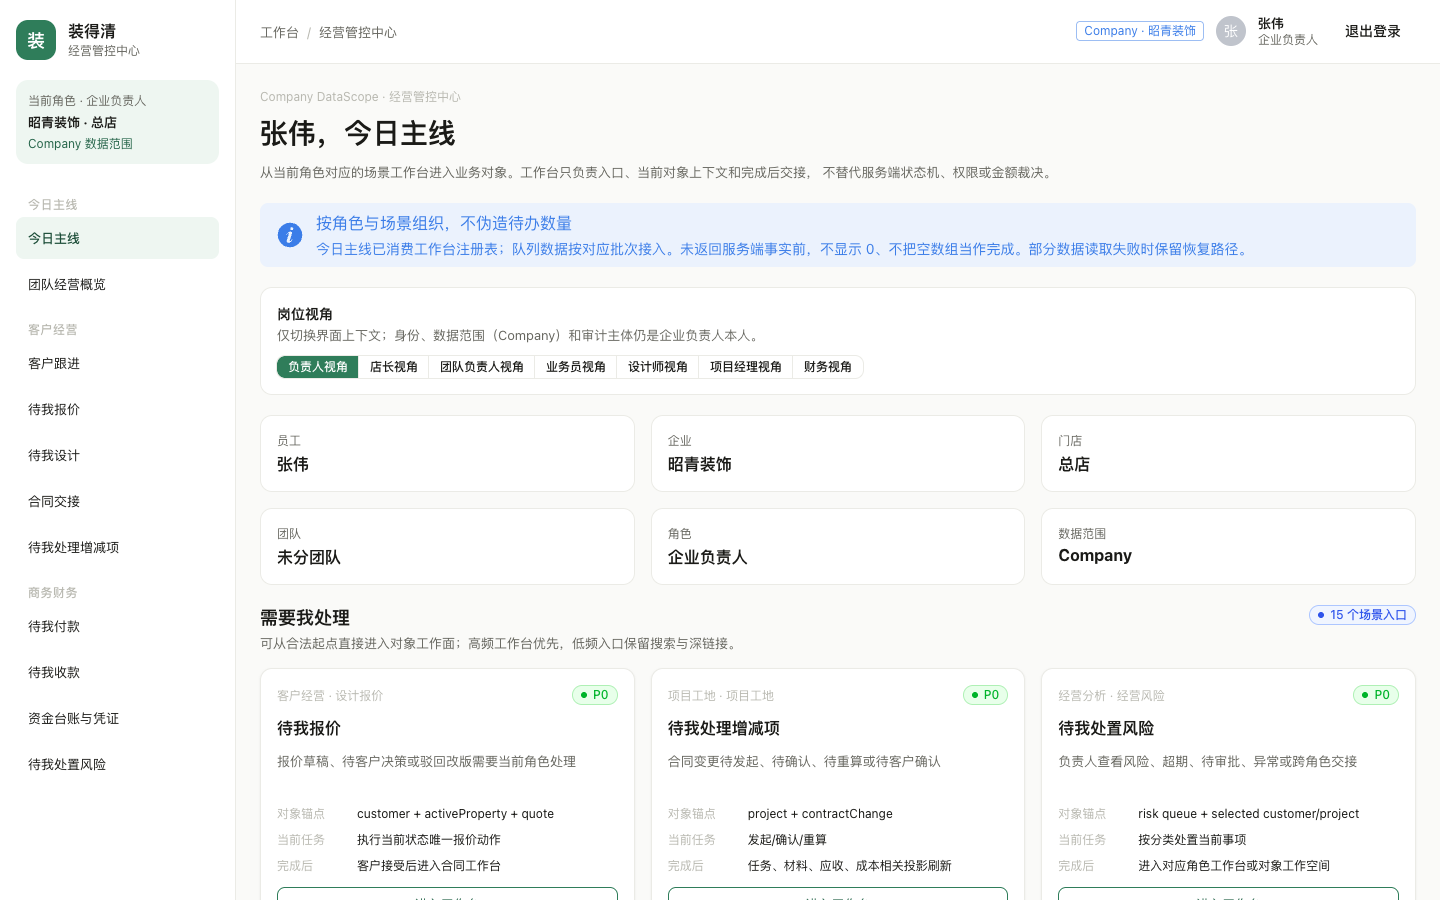 装
装得清
经营管控中心
当前角色 · 企业负责人
昭青装饰 · 总店
Company 数据范围
今日主线
今日主线
团队经营概览
客户经营
客户跟进
待我报价
待我设计
合同交接
待我处理增减项
商务财务
待我付款
待我收款
资金台账与凭证
待我处置风险
工作台 / 经营管控中心
Company · 昭青装饰
张
张伟
企业负责人
退出登录
Company DataScope · 经营管控中心
张伟，今日主线
从当前角色对应的场景工作台进入业务对象。工作台只负责入口、当前对象上下文和完成后交接， 不替代服务端状态机、权限或金额裁决。
按角色与场景组织，不伪造待办数量
今日主线已消费工作台注册表；队列数据按对应批次接入。未返回服务端事实前，不显示 0、不把空数组当作完成。部分数据读取失败时保留恢复路径。
岗位视角
仅切换界面上下文；身份、数据范围（Company）和审计主体仍是企业负责人本人。
负责人视角 店长视角 团队负责人视角 业务员视角 设计师视角 项目经理视角 财务视角
员工
张伟
企业
昭青装饰
门店
总店
团队
未分团队
角色
企业负责人
数据范围
Company
需要我处理
可从合法起点直接进入对象工作面；高频工作台优先，低频入口保留搜索与深链接。
15 个场景入口
客户经营 · 设计报价
P0
待我报价
报价草稿、待客户决策或驳回改版需要当前角色处理
对象锚点 customer + activeProperty + quote
当前任务 执行当前状态唯一报价动作
完成后 客户接受后进入合同工作台
项目工地 · 项目工地
P0
待我处理增减项
合同变更待发起、待确认、待重算或待客户确认
对象锚点 project + contractChange
当前任务 发起/确认/重算
完成后 任务、材料、应收、成本相关投影刷新
经营分析 · 经营风险
P0
待我处置风险
负责人查看风险、超期、待审批、异常或跨角色交接
对象锚点 risk queue + selected customer/project
当前任务 按分类处置当前事项
完成后 进入对应角色工作台或对象工作空间